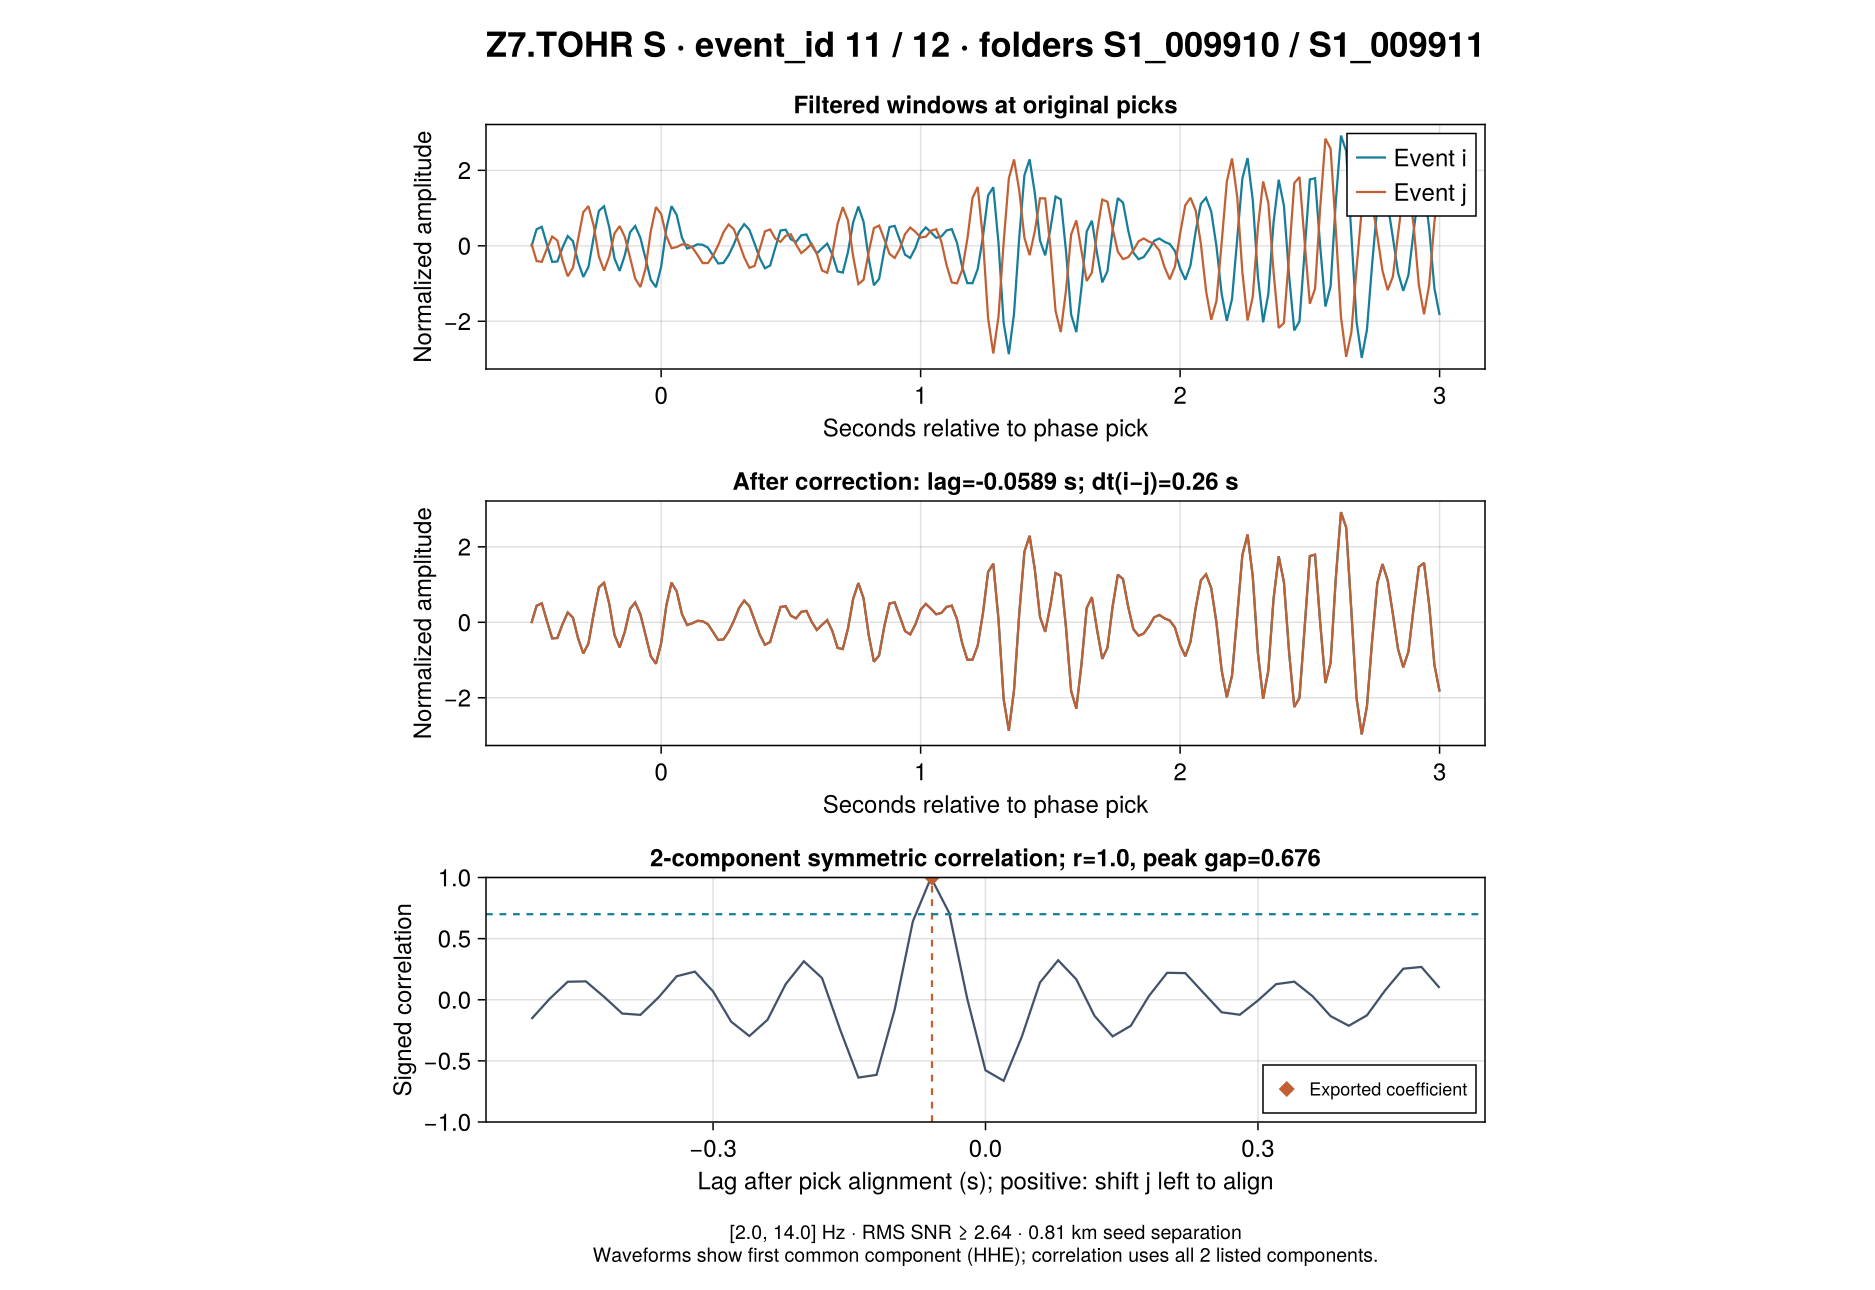 Z7.TOHR S · event_id 11 / 12 · folders S1_009910 / S1_009911
Filtered windows at original picks
Normalized amplitude
2
0
−2
Event i
Event j
0 1 2 3
Seconds relative to phase pick
After correction: lag=-0.0589 s; dt(i−j)=0.26 s
Normalized amplitude
2
0
−2
0 1 2 3
Seconds relative to phase pick
2-component symmetric correlation; r=1.0, peak gap=0.676
Signed correlation
1.0
0.5
0.0
−0.5
−1.0
Exported coefficient
−0.3 0.0 0.3
Lag after pick alignment (s); positive: shift j left to align
[2.0, 14.0] Hz · RMS SNR ≥ 2.64 · 0.81 km seed separation
Waveforms show first common component (HHE); correlation uses all 2 listed components.